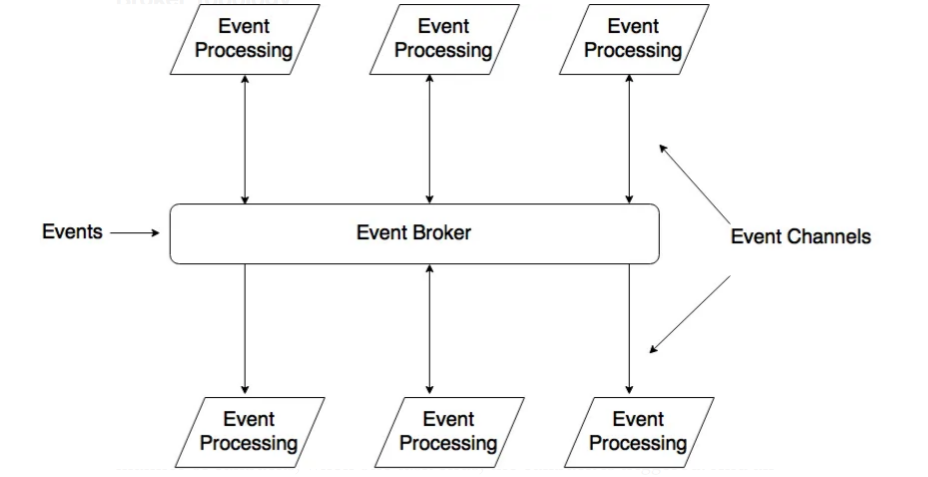 Event
Processing
Event
Processing
Event
Processing
Events
Event Broker
Event Channels
Event
Processing
Event
Processing
Event
Processing